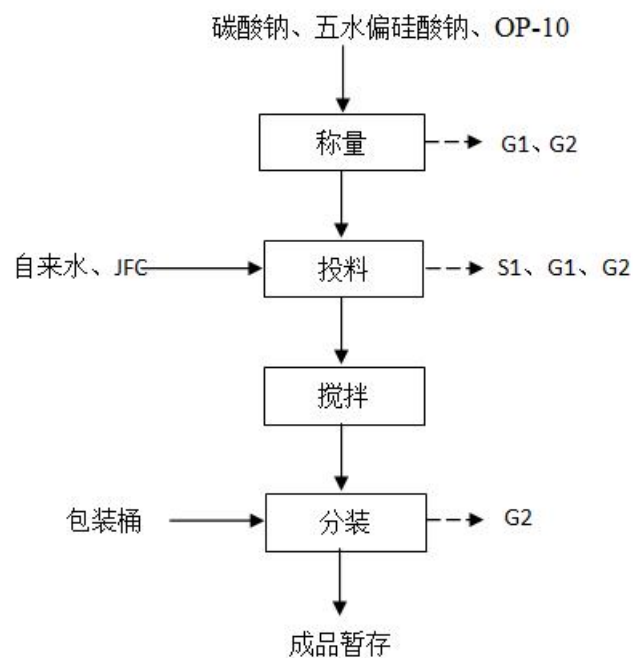 碳酸钠、五水偏硅酸钠、OP-10
称量
G1、G2
自来水、JFC
投料
S1、G1、G2
搅拌
包装桶
分装
G2
成品暂存